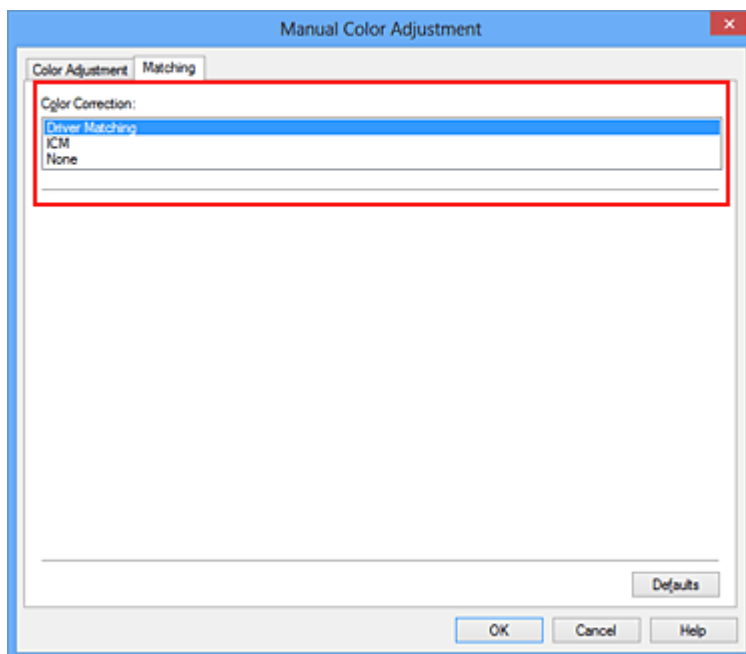 Manual Color Adjustment
Color Adjustment Matching
Color Correction:
Driver Matching
ICM
None
Defaults
OK Cancel Help